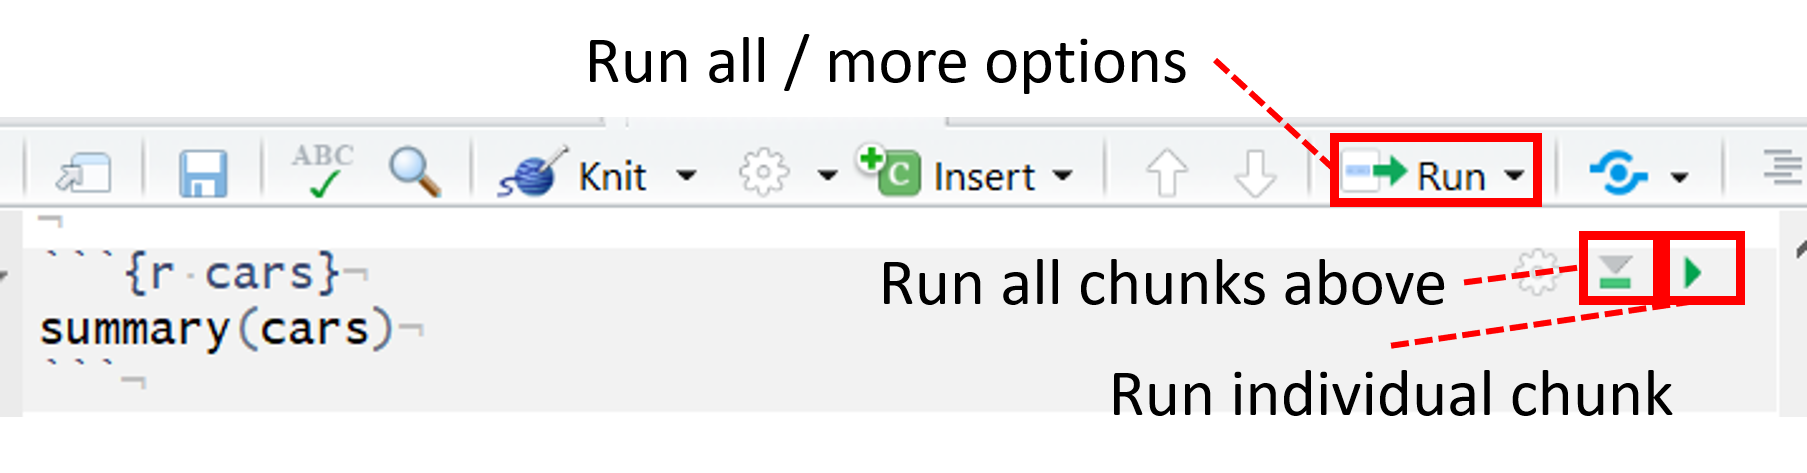 Run all / more options
ABC Knit C Insert Run
¬
```{r·cars}¬
Run all chunks above
summary(cars)¬
```¬
Run individual chunk